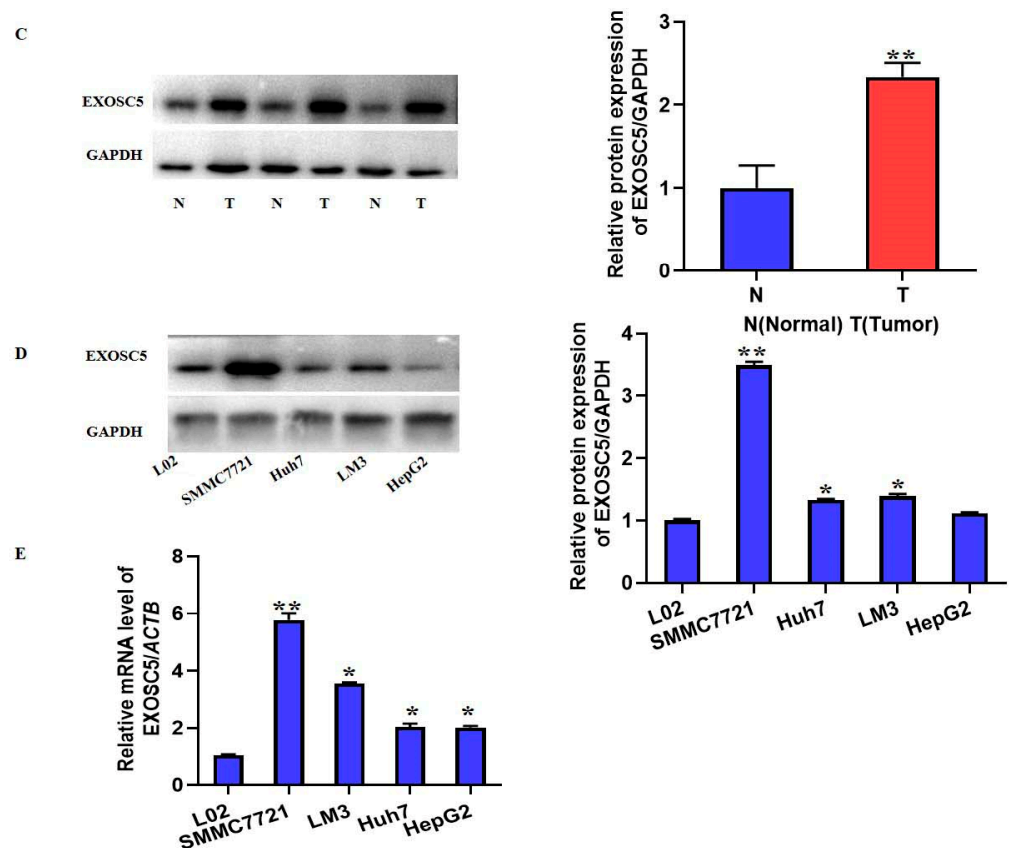 C
EXOSC5
GAPDH
N T N T N T
Relative protein expression
of EXOSC5/GAPDH
3
2
1
0
**
N T
N(Normal) T(Tumor)
D
EXOSC5
GAPDH
L02 SMMC7721 Huh7 LM3 HepG2
Relative protein expression
of EXOSC5/GAPDH
4
3
2
1
0
** * *
L02 SMMC7721 Huh7 LM3 HepG2
E
Relative mRNA level of
EXOSC5/ACTB
8
6
4
2
0
** * * *
L02 SMMC7721 LM3 Huh7 HepG2